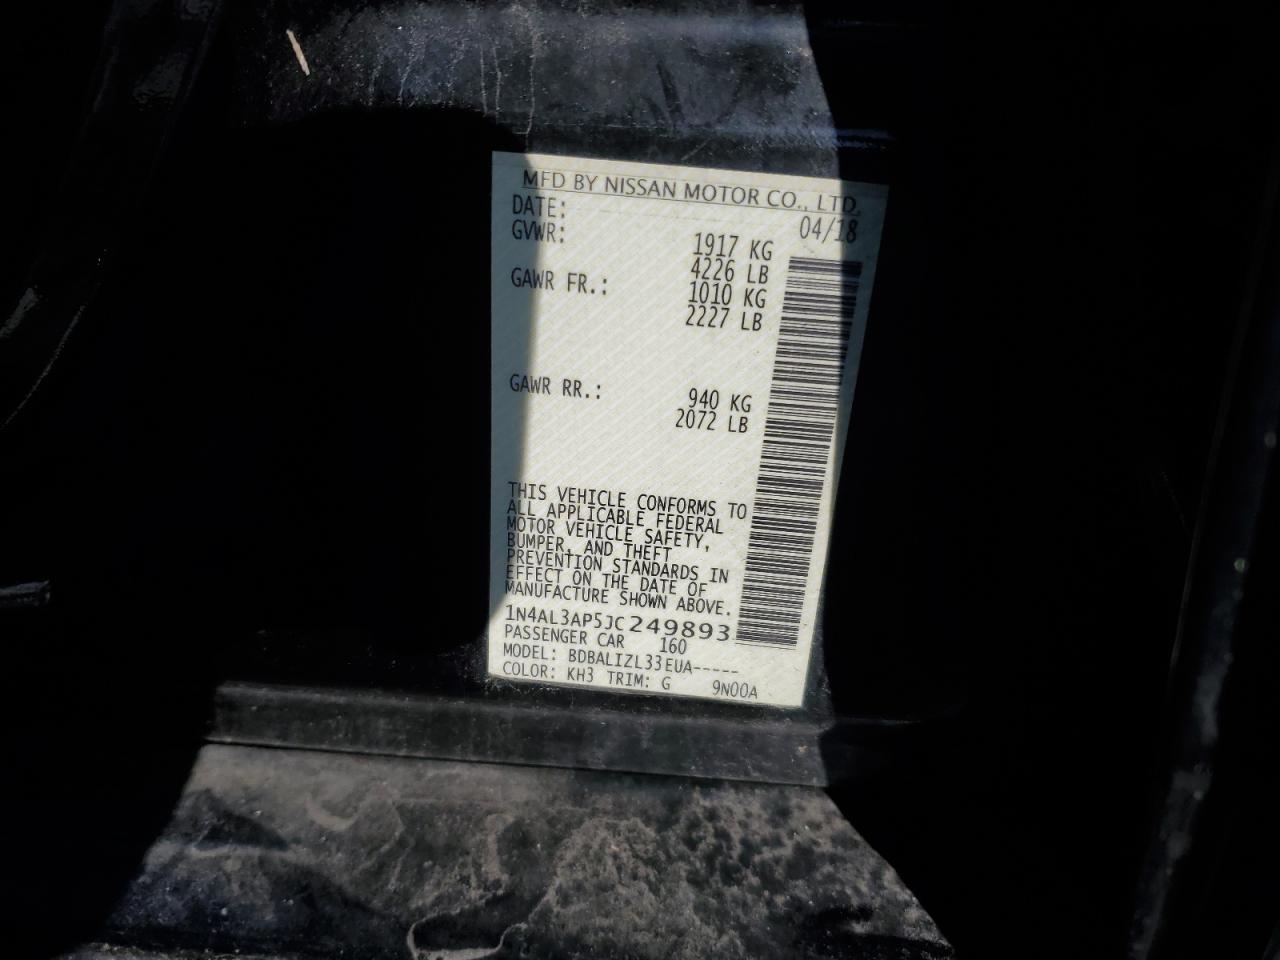 MFD BY NISSAN MOTOR CO., LTD.
DATE: 04/18
GVWR: 1917 KG
4226 LB
GAWR FR.: 1010 KG
2227 LB
GAWR RR.: 940 KG
2072 LB
THIS VEHICLE CONFORMS TO
ALL APPLICABLE FEDERAL
MOTOR VEHICLE SAFETY,
BUMPER, AND THEFT
PREVENTION STANDARDS IN
EFFECT ON THE DATE OF
MANUFACTURE SHOWN ABOVE.
1N4AL3AP5JC249893
PASSENGER CAR 160
MODEL: BDBALIZL33EUA-----
COLOR: KH3 TRIM: G 9N00A